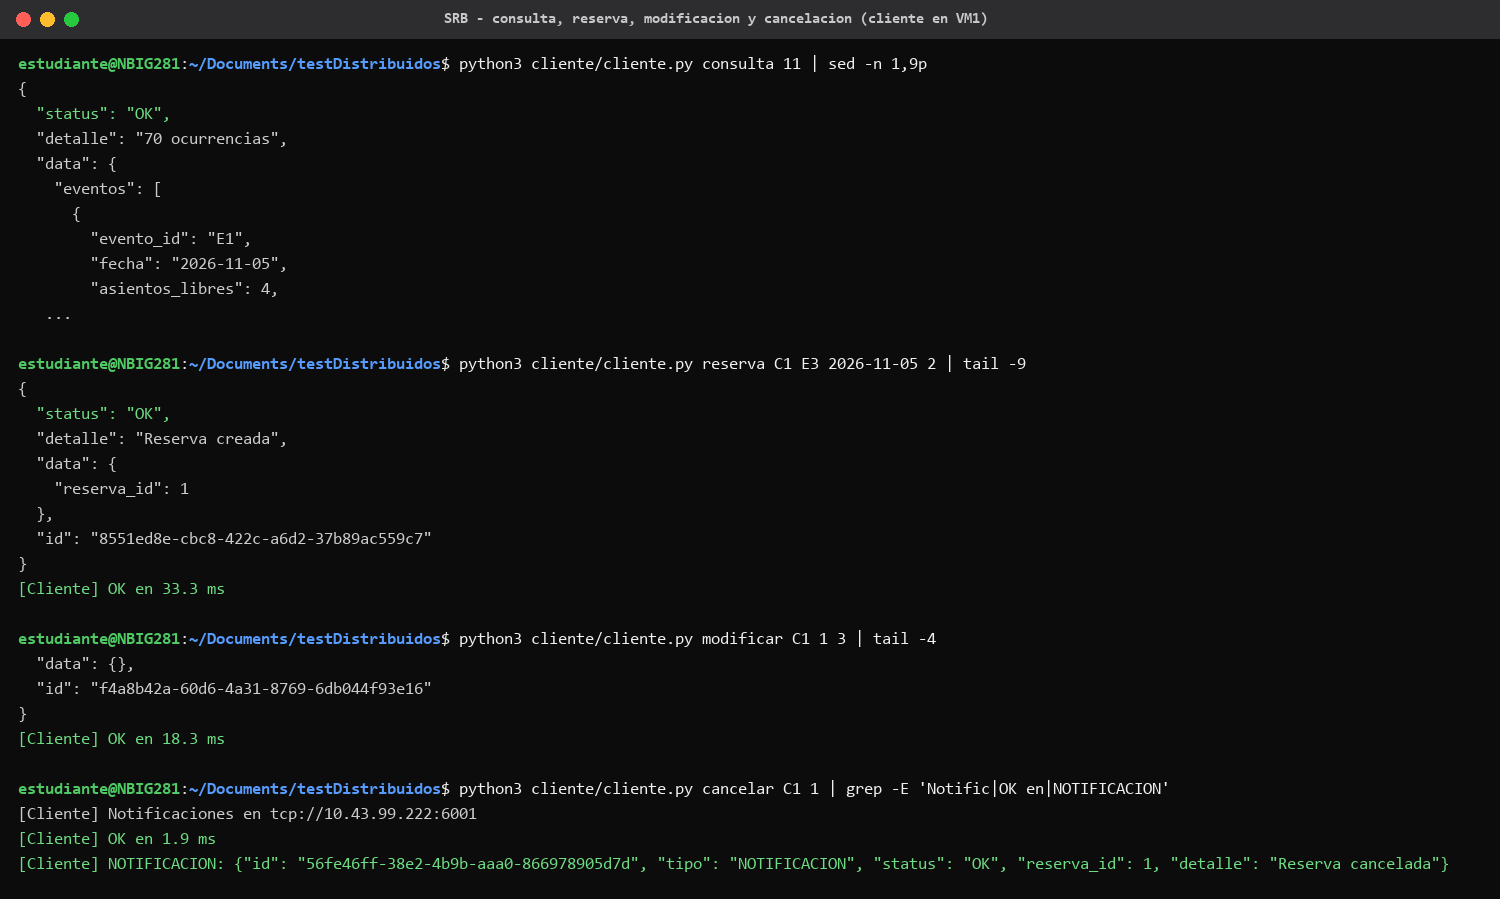 SRB - consulta, reserva, modificacion y cancelacion (cliente en VM1)
estudiante@NBIG281:~/Documents/testDistribuidos$ python3 cliente/cliente.py consulta 11 | sed -n 1,9p
{
  "status": "OK",
  "detalle": "70 ocurrencias",
  "data": {
    "eventos": [
      {
        "evento_id": "E1",
        "fecha": "2026-11-05",
        "asientos_libres": 4,
   ...
estudiante@NBIG281:~/Documents/testDistribuidos$ python3 cliente/cliente.py reserva C1 E3 2026-11-05 2 | tail -9
{
  "status": "OK",
  "detalle": "Reserva creada",
  "data": {
    "reserva_id": 1
  },
  "id": "8551ed8e-cbc8-422c-a6d2-37b89ac559c7"
}
[Cliente] OK en 33.3 ms
estudiante@NBIG281:~/Documents/testDistribuidos$ python3 cliente/cliente.py modificar C1 1 3 | tail -4
  "data": {},
  "id": "f4a8b42a-60d6-4a31-8769-6db044f93e16"
}
[Cliente] OK en 18.3 ms
estudiante@NBIG281:~/Documents/testDistribuidos$ python3 cliente/cliente.py cancelar C1 1 | grep -E 'Notific|OK en|NOTIFICACION'
[Cliente] Notificaciones en tcp://10.43.99.222:6001
[Cliente] OK en 1.9 ms
[Cliente] NOTIFICACION: {"id": "56fe46ff-38e2-4b9b-aaa0-866978905d7d", "tipo": "NOTIFICACION", "status": "OK", "reserva_id": 1, "detalle": "Reserva cancelada"}